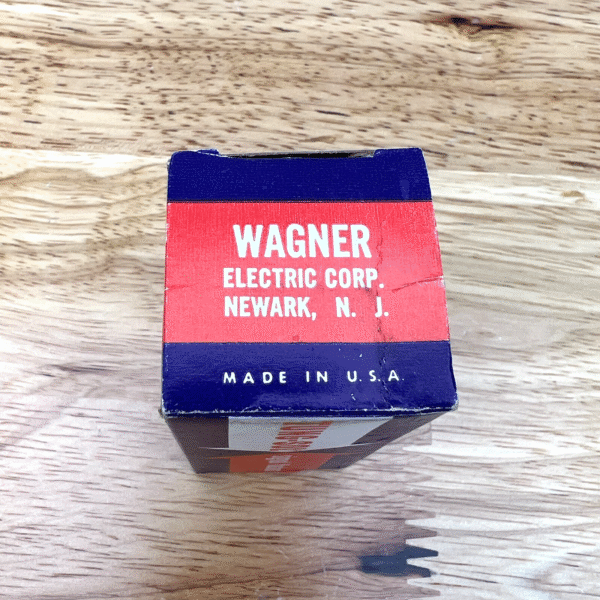 WAGNER
ELECTRIC CORP.
NEWARK, N. J.
MADE IN U.S.A.